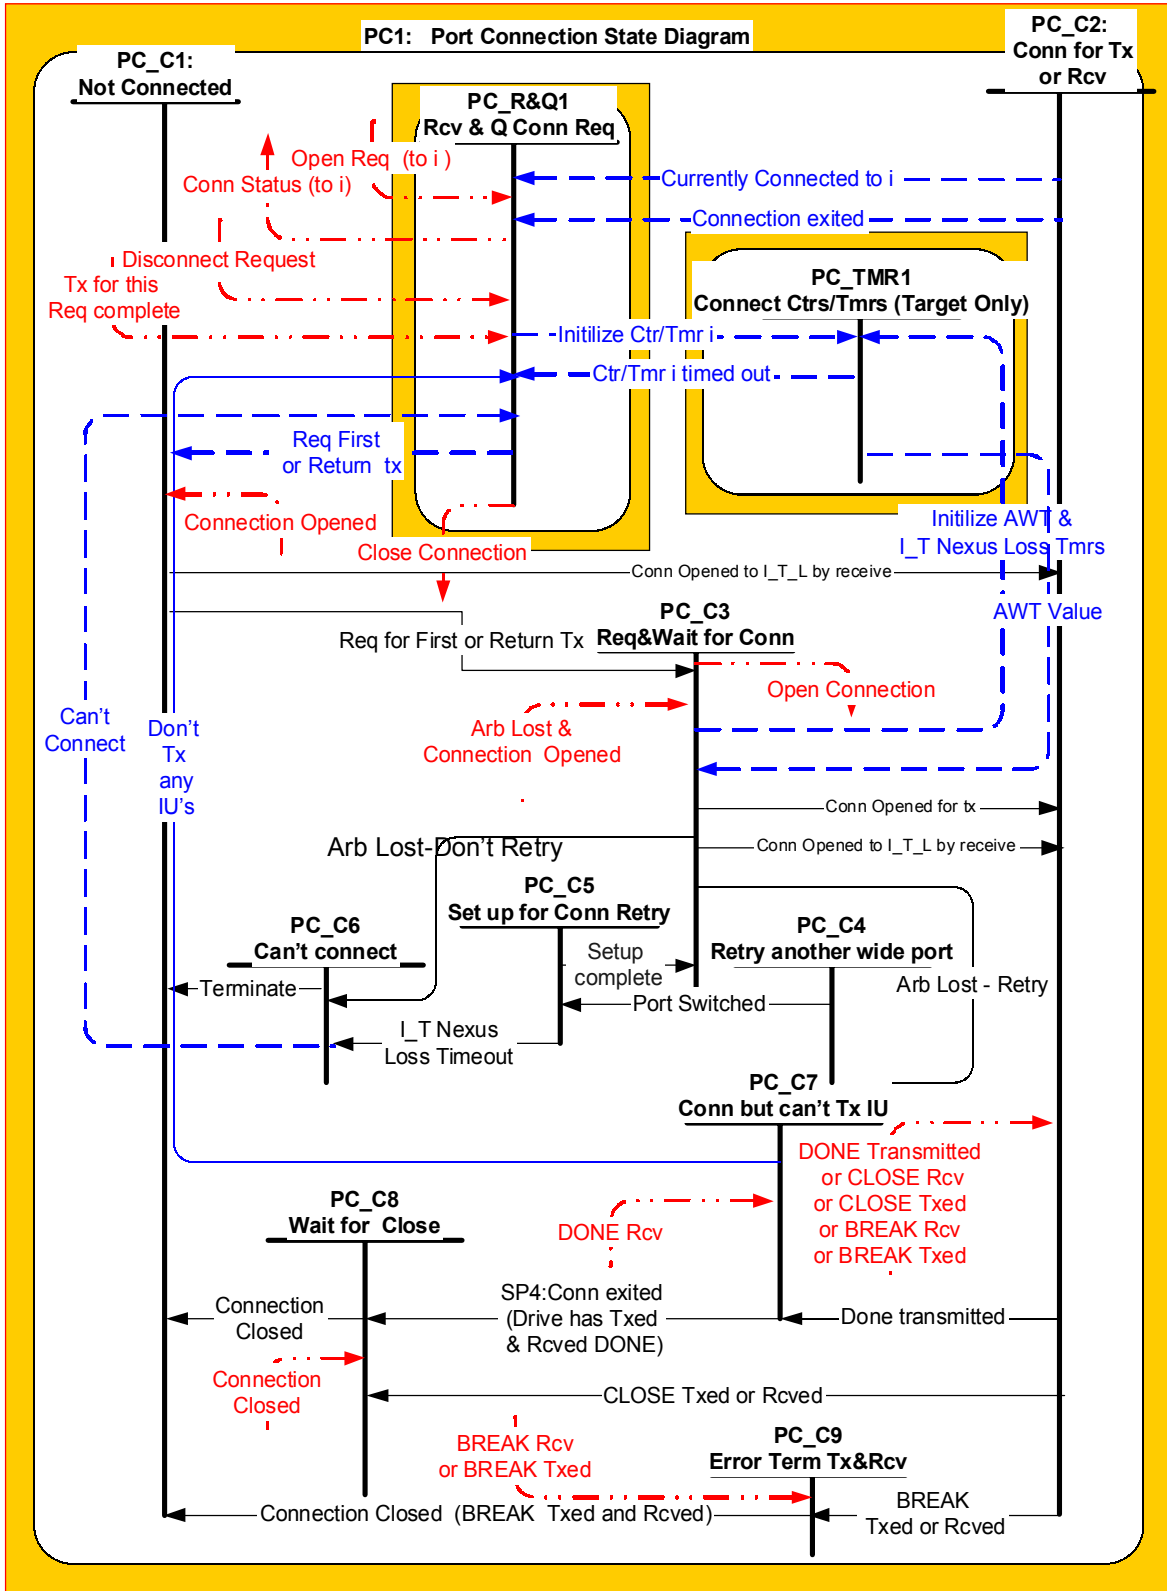 PC1: Port Connection State Diagram
PC_C2:
Conn for Tx
or Rcv
PC_C1:
Not Connected
PC_R&Q1
Rcv & Q Conn Req
Open Req (to i )
Conn Status (to i)
Currently Connected to i
Connection exited
Disconnect Request
Tx for this
Req complete
PC_TMR1
Connect Ctrs/Tmrs (Target Only)
Initilize Ctr/Tmr i
Ctr/Tmr i timed out
Req First
or Return tx
Connection Opened
Close Connection
Initilize AWT &
I_T Nexus Loss Tmrs
Conn Opened to I_T_L by receive
AWT Value
PC_C3
Req&Wait for Conn
Req for First or Return Tx
Open Connection
Can't
Connect
Don't
Tx
any
IU's
Arb Lost &
Connection Opened
Conn Opened for tx
Arb Lost-Don't Retry
Conn Opened to I_T_L by receive
PC_C5
Set up for Conn Retry
PC_C6
Can't connect
PC_C4
Retry another wide port
Setup
complete
Terminate
Port Switched
Arb Lost - Retry
I_T Nexus
Loss Timeout
PC_C7
Conn but can't Tx IU
DONE Transmitted
or CLOSE Rcv
or CLOSE Txed
or BREAK Rcv
or BREAK Txed
PC_C8
Wait for Close
DONE Rcv
SP4:Conn exited
(Drive has Txed
& Rcved DONE)
Connection
Closed
Done transmitted
Connection
Closed
CLOSE Txed or Rcved
BREAK Rcv
or BREAK Txed
PC_C9
Error Term Tx&Rcv
Connection Closed (BREAK Txed and Rcved)
BREAK
Txed or Rcved